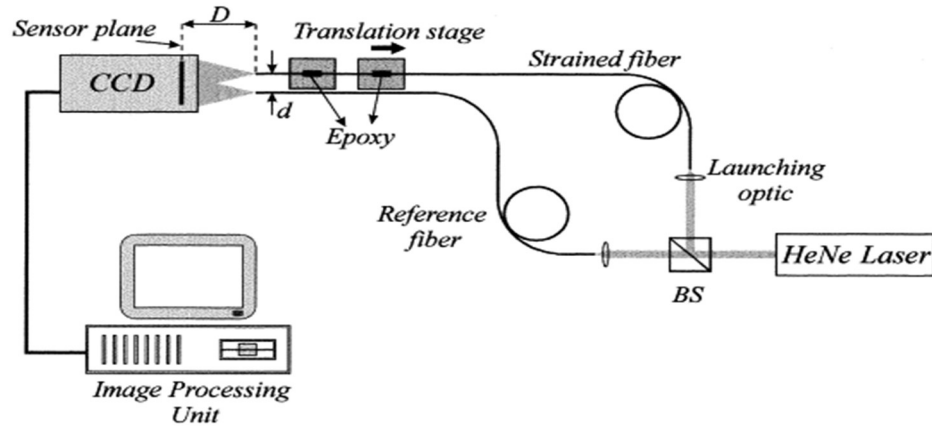 D
Sensor plane
Translation stage
Strained fiber
CCD
d
Epoxy
Launching
optic
Reference
fiber
HeNe Laser
BS
Image Processing
Unit